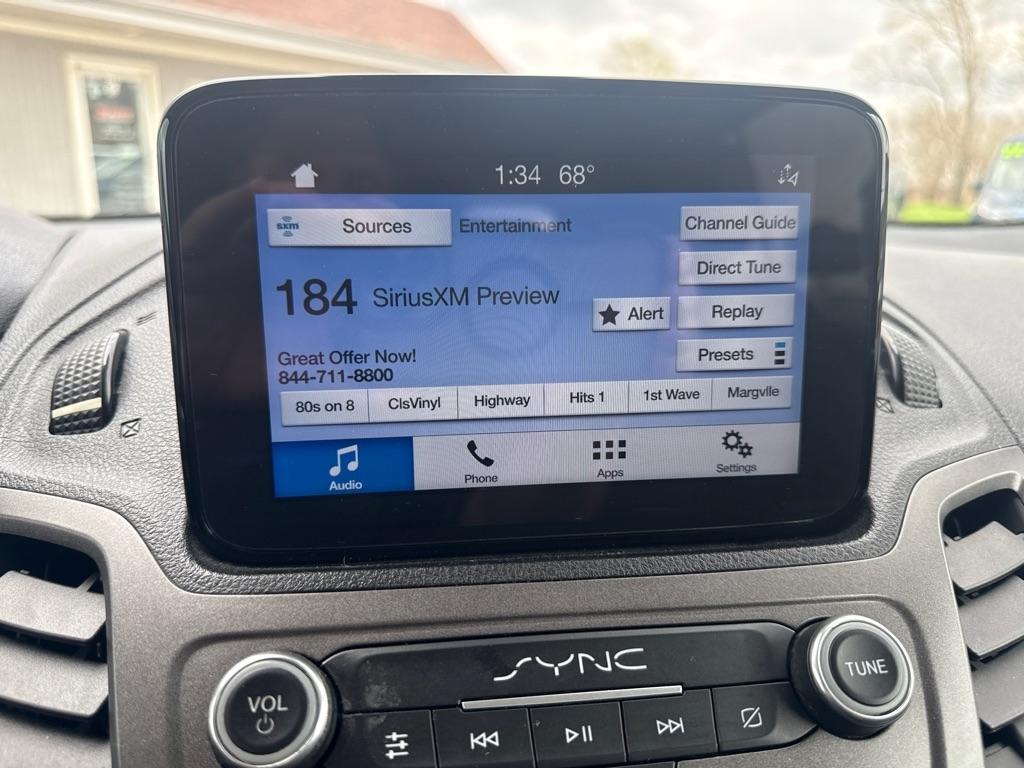 1:34 68°
sxm Sources Entertainment Channel Guide
Direct Tune
184 SiriusXM Preview
Alert Replay
Presets
Great Offer Now!
844-711-8800
80s on 8 ClsVinyl Highway Hits 1 1st Wave Margvlle
Audio Phone Apps Settings
SYNC
VOL TUNE